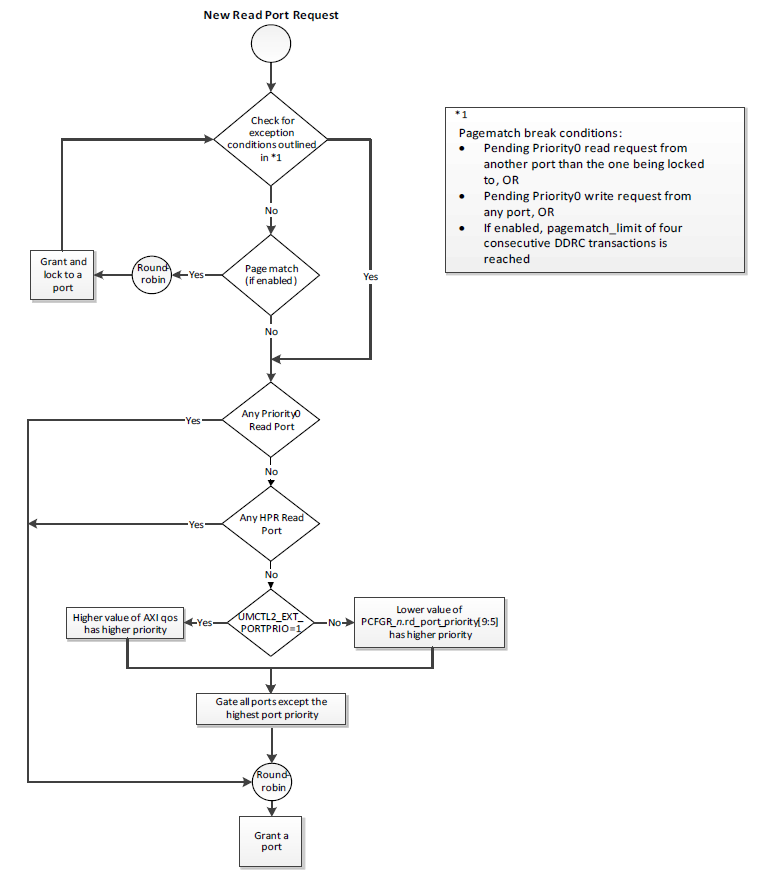 New Read Port Request
Check for
exception
conditions outlined
in *1
*1
Pagematch break conditions:
• Pending Priority0 read request from
another port than the one being locked
to, OR
• Pending Priority0 write request from
any port, OR
• If enabled, pagematch_limit of four
consecutive DDRC transactions is
reached
No
Grant and
lock to a
port
Round-
robin
Yes
Page match
(if enabled)
Yes
No
Any Priority0
Read Port
Yes
No
Any HPR Read
Port
Yes
No
Higher value of AXI qos
has higher priority
Yes
UMCTL2_EXT_
PORTPRIO=1
No
Lower value of
PCFGR_n.rd_port_priority[9:5]
has higher priority
Gate all ports except the
highest port priority
Round-
robin
Grant a
port